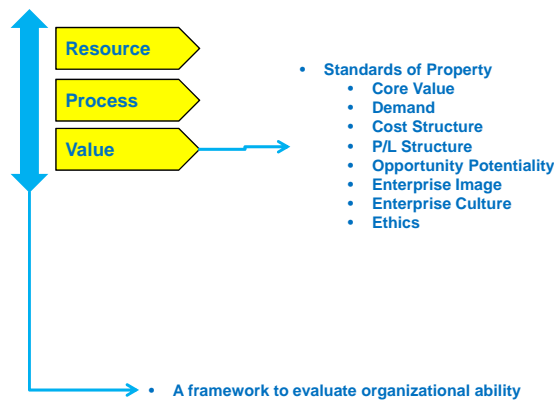 Resource
Process
Value
• Standards of Property
• Core Value
• Demand
• Cost Structure
• P/L Structure
• Opportunity Potentiality
• Enterprise Image
• Enterprise Culture
• Ethics
• A framework to evaluate organizational ability